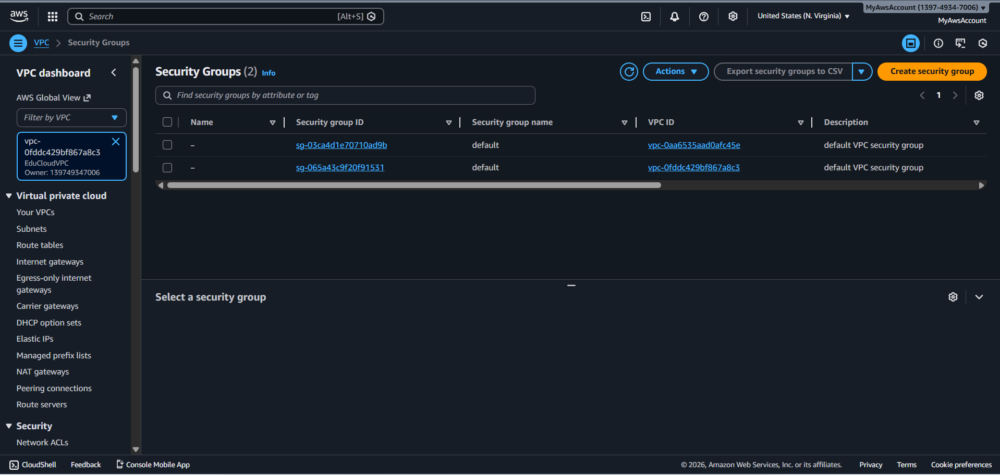 aws
Search [Alt+S]
United States (N. Virginia)
MyAwsAccount (1397-4934-7006)
MyAwsAccount
VPC
Security Groups
VPC dashboard
AWS Global View
Filter by VPC
vpc-
0fddc429bf867a8c3
EduCloudVPC
Owner: 139749347006
Virtual private cloud
Your VPCs
Subnets
Route tables
Internet gateways
Egress-only internet
gateways
Carrier gateways
DHCP option sets
Elastic IPs
Managed prefix lists
NAT gateways
Peering connections
Route servers
Security
Network ACLs
Security Groups (2) Info
Actions
Export security groups to CSV
Create security group
Find security groups by attribute or tag
1
Name Security group ID Security group name VPC ID Description
– sg-03ca4d1e70710ad9b default vpc-0aa6535aad0afc45e default VPC security group
– sg-065a43c9f20f91531 default vpc-0fddc429bf867a8c3 default VPC security group
Select a security group
CloudShell Feedback Console Mobile App © 2026, Amazon Web Services, Inc. or its affiliates. Privacy Terms Cookie preferences